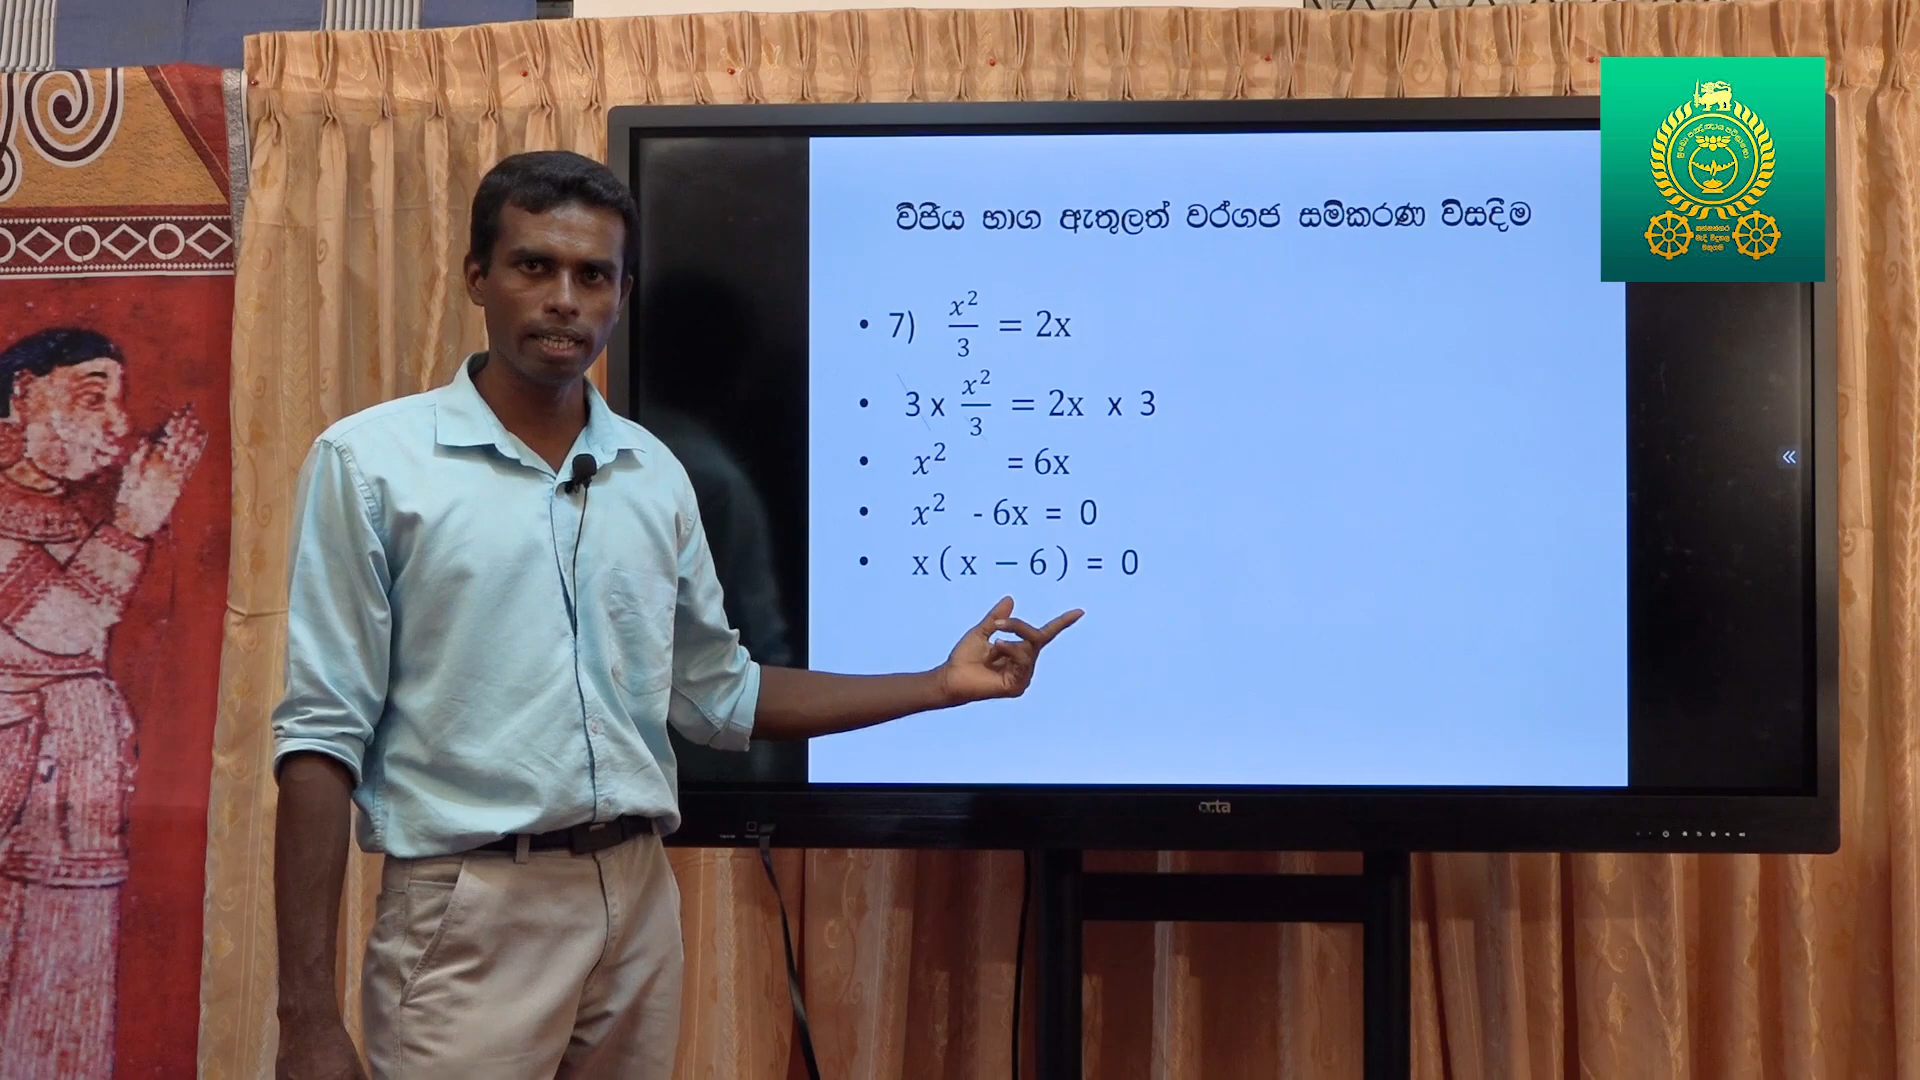 වීජීය භාග ඇතුලත් වර්ගජ සමීකරණ විසදීම
• 7) x²/3 = 2x
• 3 x x²/3 = 2x x 3
• x² = 6x
• x² - 6x = 0
• x ( x − 6 ) = 0
«
octa